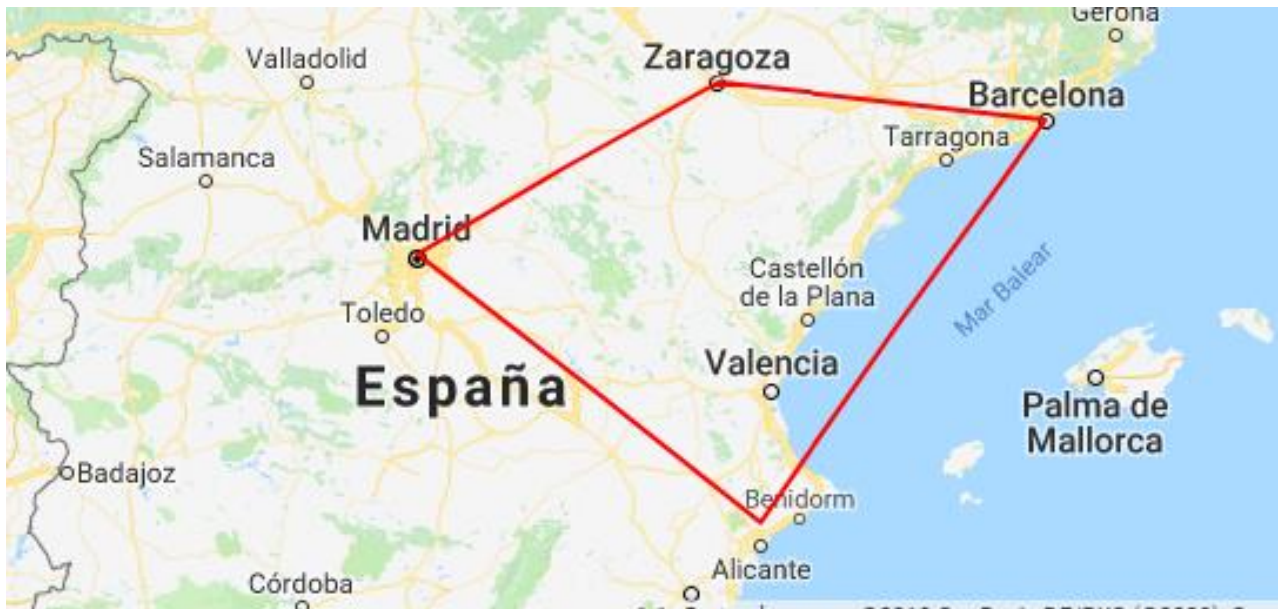 Gerona
Valladolid
Zaragoza
Barcelona
Tarragona
Salamanca
Madrid
Castellón
de la Plana
Mar Balear
Toledo
Valencia
España
Palma de
Mallorca
Badajoz
Benidorm
Alicante
Córdoba